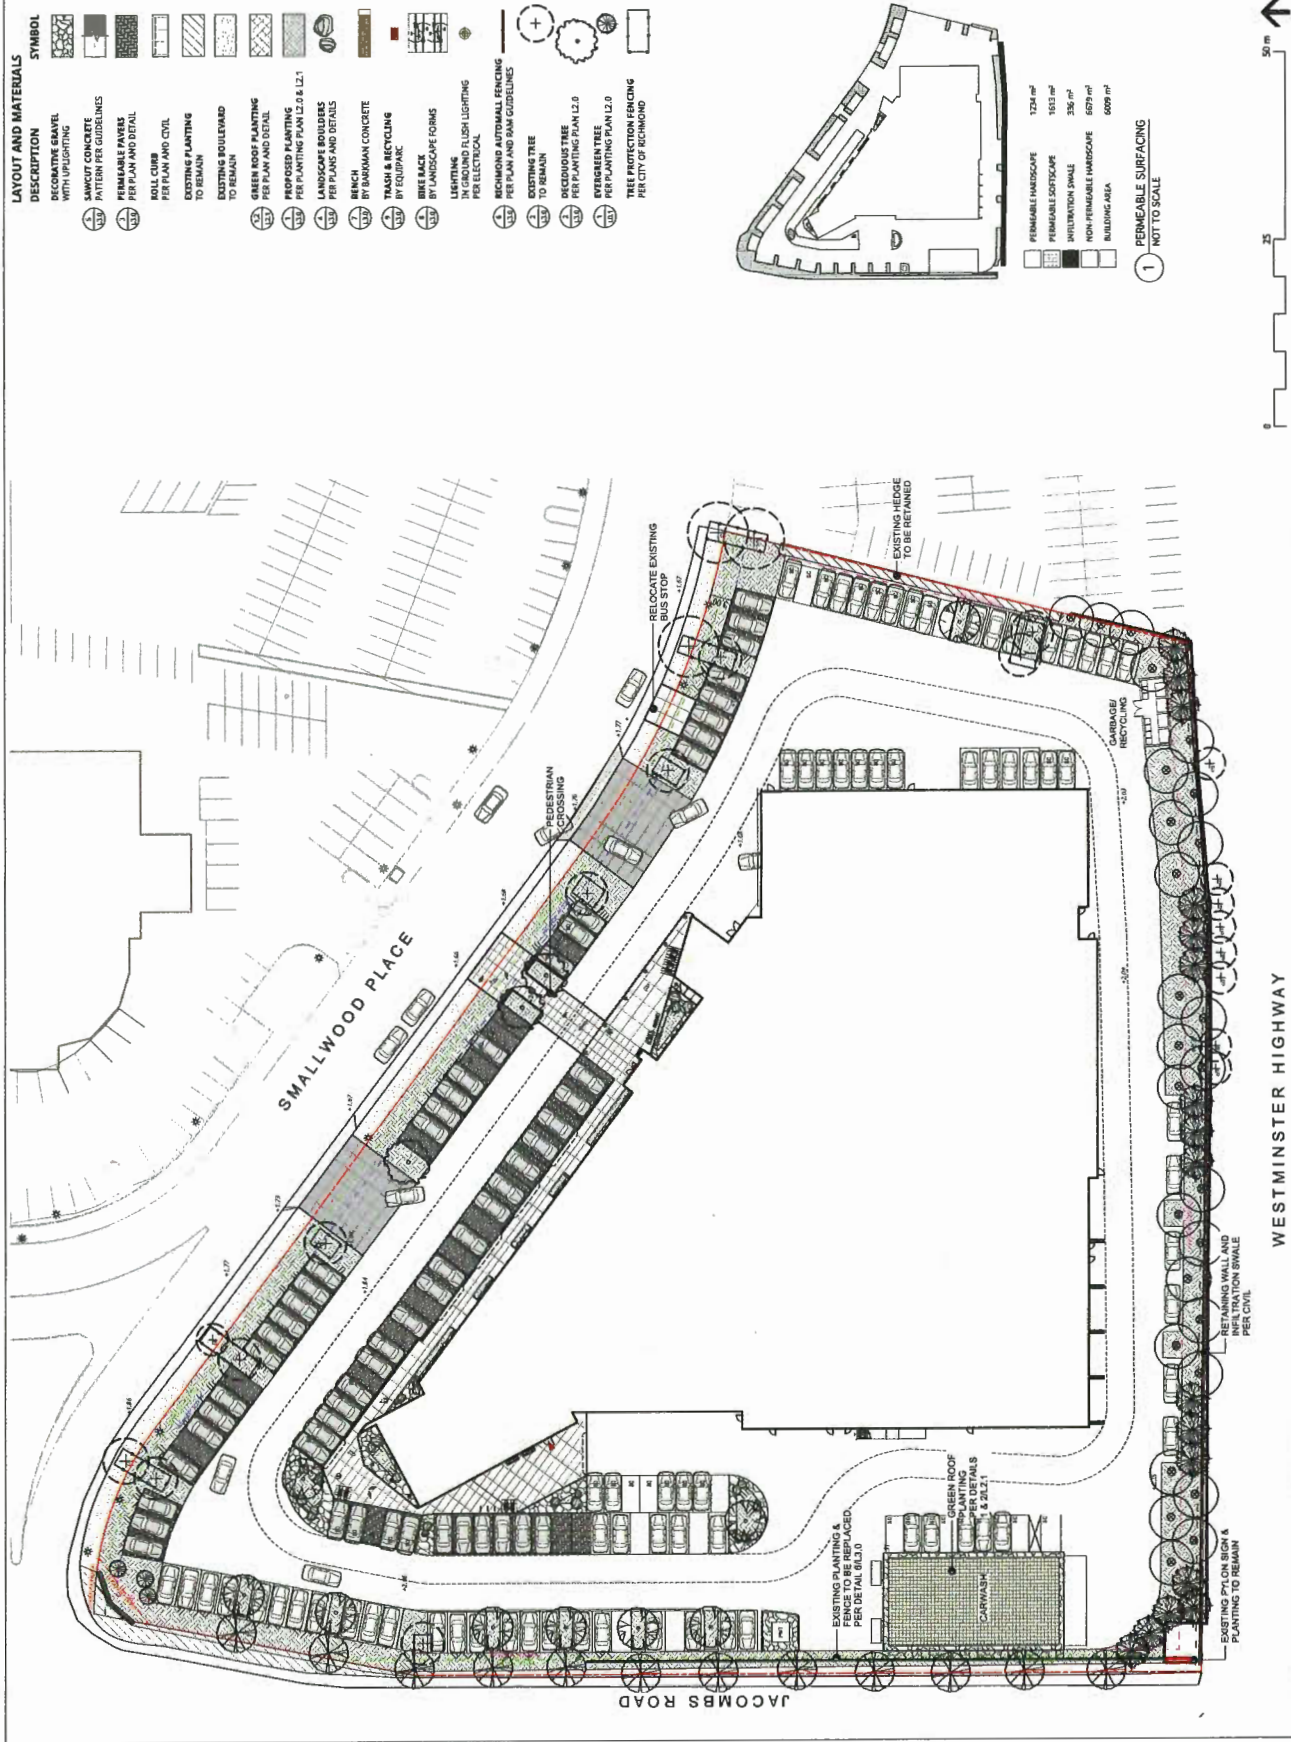 LAYOUT AND MATERIALS
DESCRIPTION SYMBOL
DECORATIVE GRAVEL
WITH UPLIGHTING
SAWCUT CONCRETE
PATTERN PER GUIDELINES
PERMEABLE PAVERS
PER PLAN AND DETAIL
ROLL CURB
PER PLAN AND CIVIL
EXISTING PLANTING
TO REMAIN
EXISTING BOULEVARD
TO REMAIN
GREEN ROOF PLANTING
PER PLAN AND DETAIL
PROPOSED PLANTING
PER PLANTING PLAN L2.0 & L2.1
LANDSCAPE BOULDERS
PER PLANS AND DETAILS
BENCH
BY BARKMAN CONCRETE
TRASH & RECYCLING
BY EQUIPARC
BIKE RACK
BY LANDSCAPE FORMS
LIGHTING
IN GROUND FLUSH LIGHTING
PER ELECTRICAL
RICHMOND AUTOMALL FENCING
PER PLAN AND RAM GUIDELINES
EXISTING TREE
TO REMAIN
DECIDUOUS TREE
PER PLANTING PLAN L2.0
EVERGREEN TREE
PER PLANTING PLAN L2.0
TREE PROTECTION FENCING
PER CITY OF RICHMOND
PERMEABLE HARDSCAPE 1234 m²
PERMEABLE SOFTSCAPE 1613 m²
INFILTRATION SWALE 336 m²
NON-PERMEABLE HARDSCAPE 6679 m²
BUILDING AREA 6009 m²
1 PERMEABLE SURFACING
NOT TO SCALE
0 25 50 m
SMALLWOOD PLACE
RELOCATE EXISTING
BUS STOP
EXISTING HEDGE
TO BE RETAINED
PEDESTRIAN
CROSSING
GARBAGE/
RECYCLING
EXISTING PLANTING &
FENCE TO BE REPLACED,
PER DETAIL 6/L3.0
GREEN ROOF
PLANTING
PER DETAILS
1 & 2/L2.1
CARWASH
RETAINING WALL AND
INFILTRATION SWALE
PER CIVIL
EXISTING PYLON SIGN &
PLANTING TO REMAIN
JACOMBS ROAD
WESTMINSTER HIGHWAY